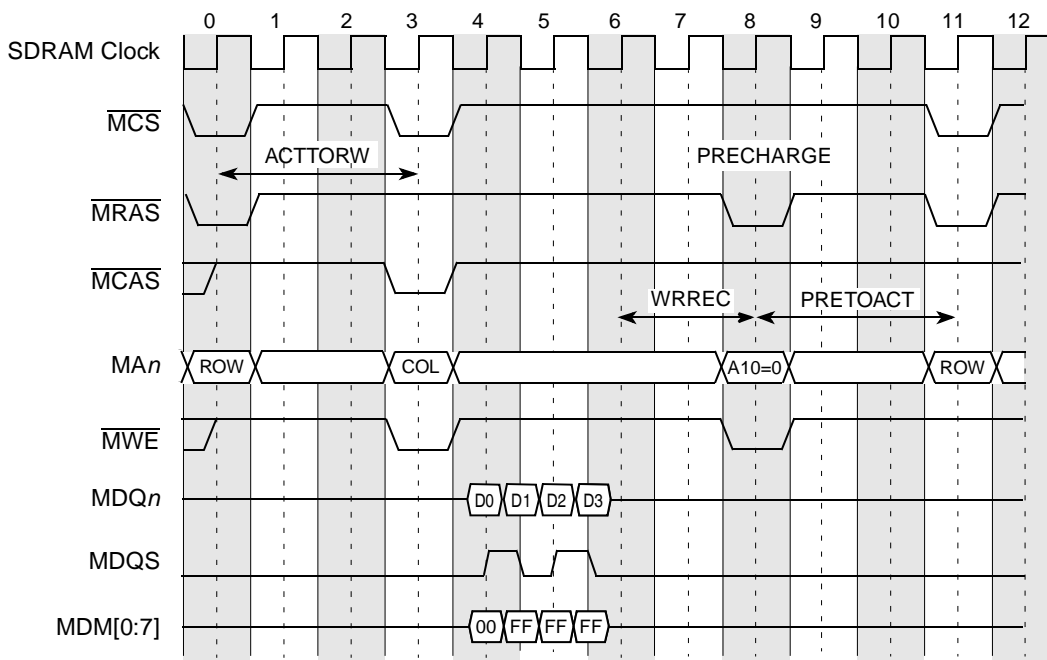 0 1 2 3 4 5 6 7 8 9 10 11 12
SDRAM Clock
MCS
ACTTORW PRECHARGE
MRAS
MCAS
WRREC PRETOACT
MAn ROW COL A10=0 ROW
MWE
MDQn D0 D1 D2 D3
MDQS
MDM[0:7] 00 FF FF FF